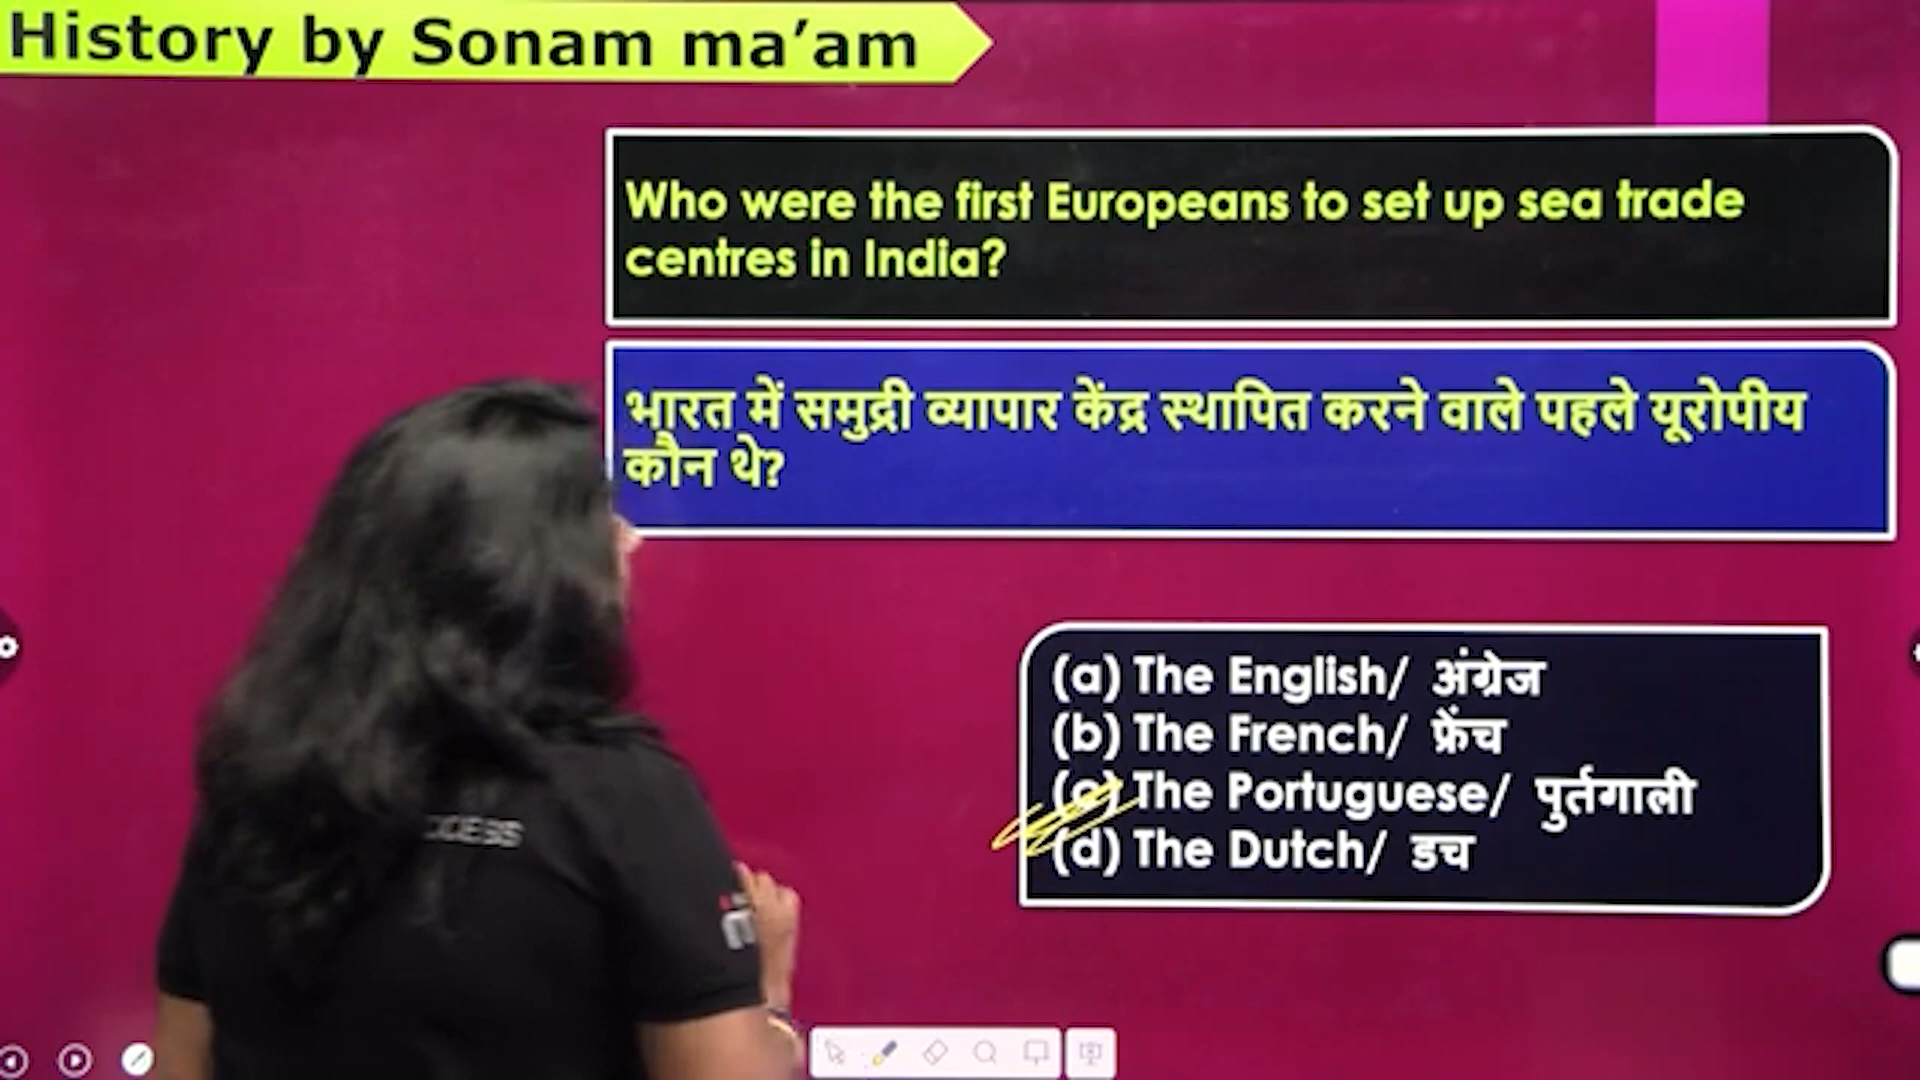 History by Sonam ma’am
Who were the first Europeans to set up sea trade
centres in India?
भारत में समुद्री व्यापार केंद्र स्थापित करने वाले पहले यूरोपीय
कौन थे?
(a) The English/ अंग्रेज
(b) The French/ फ्रेंच
(c) The Portuguese/ पुर्तगाली
(d) The Dutch/ डच